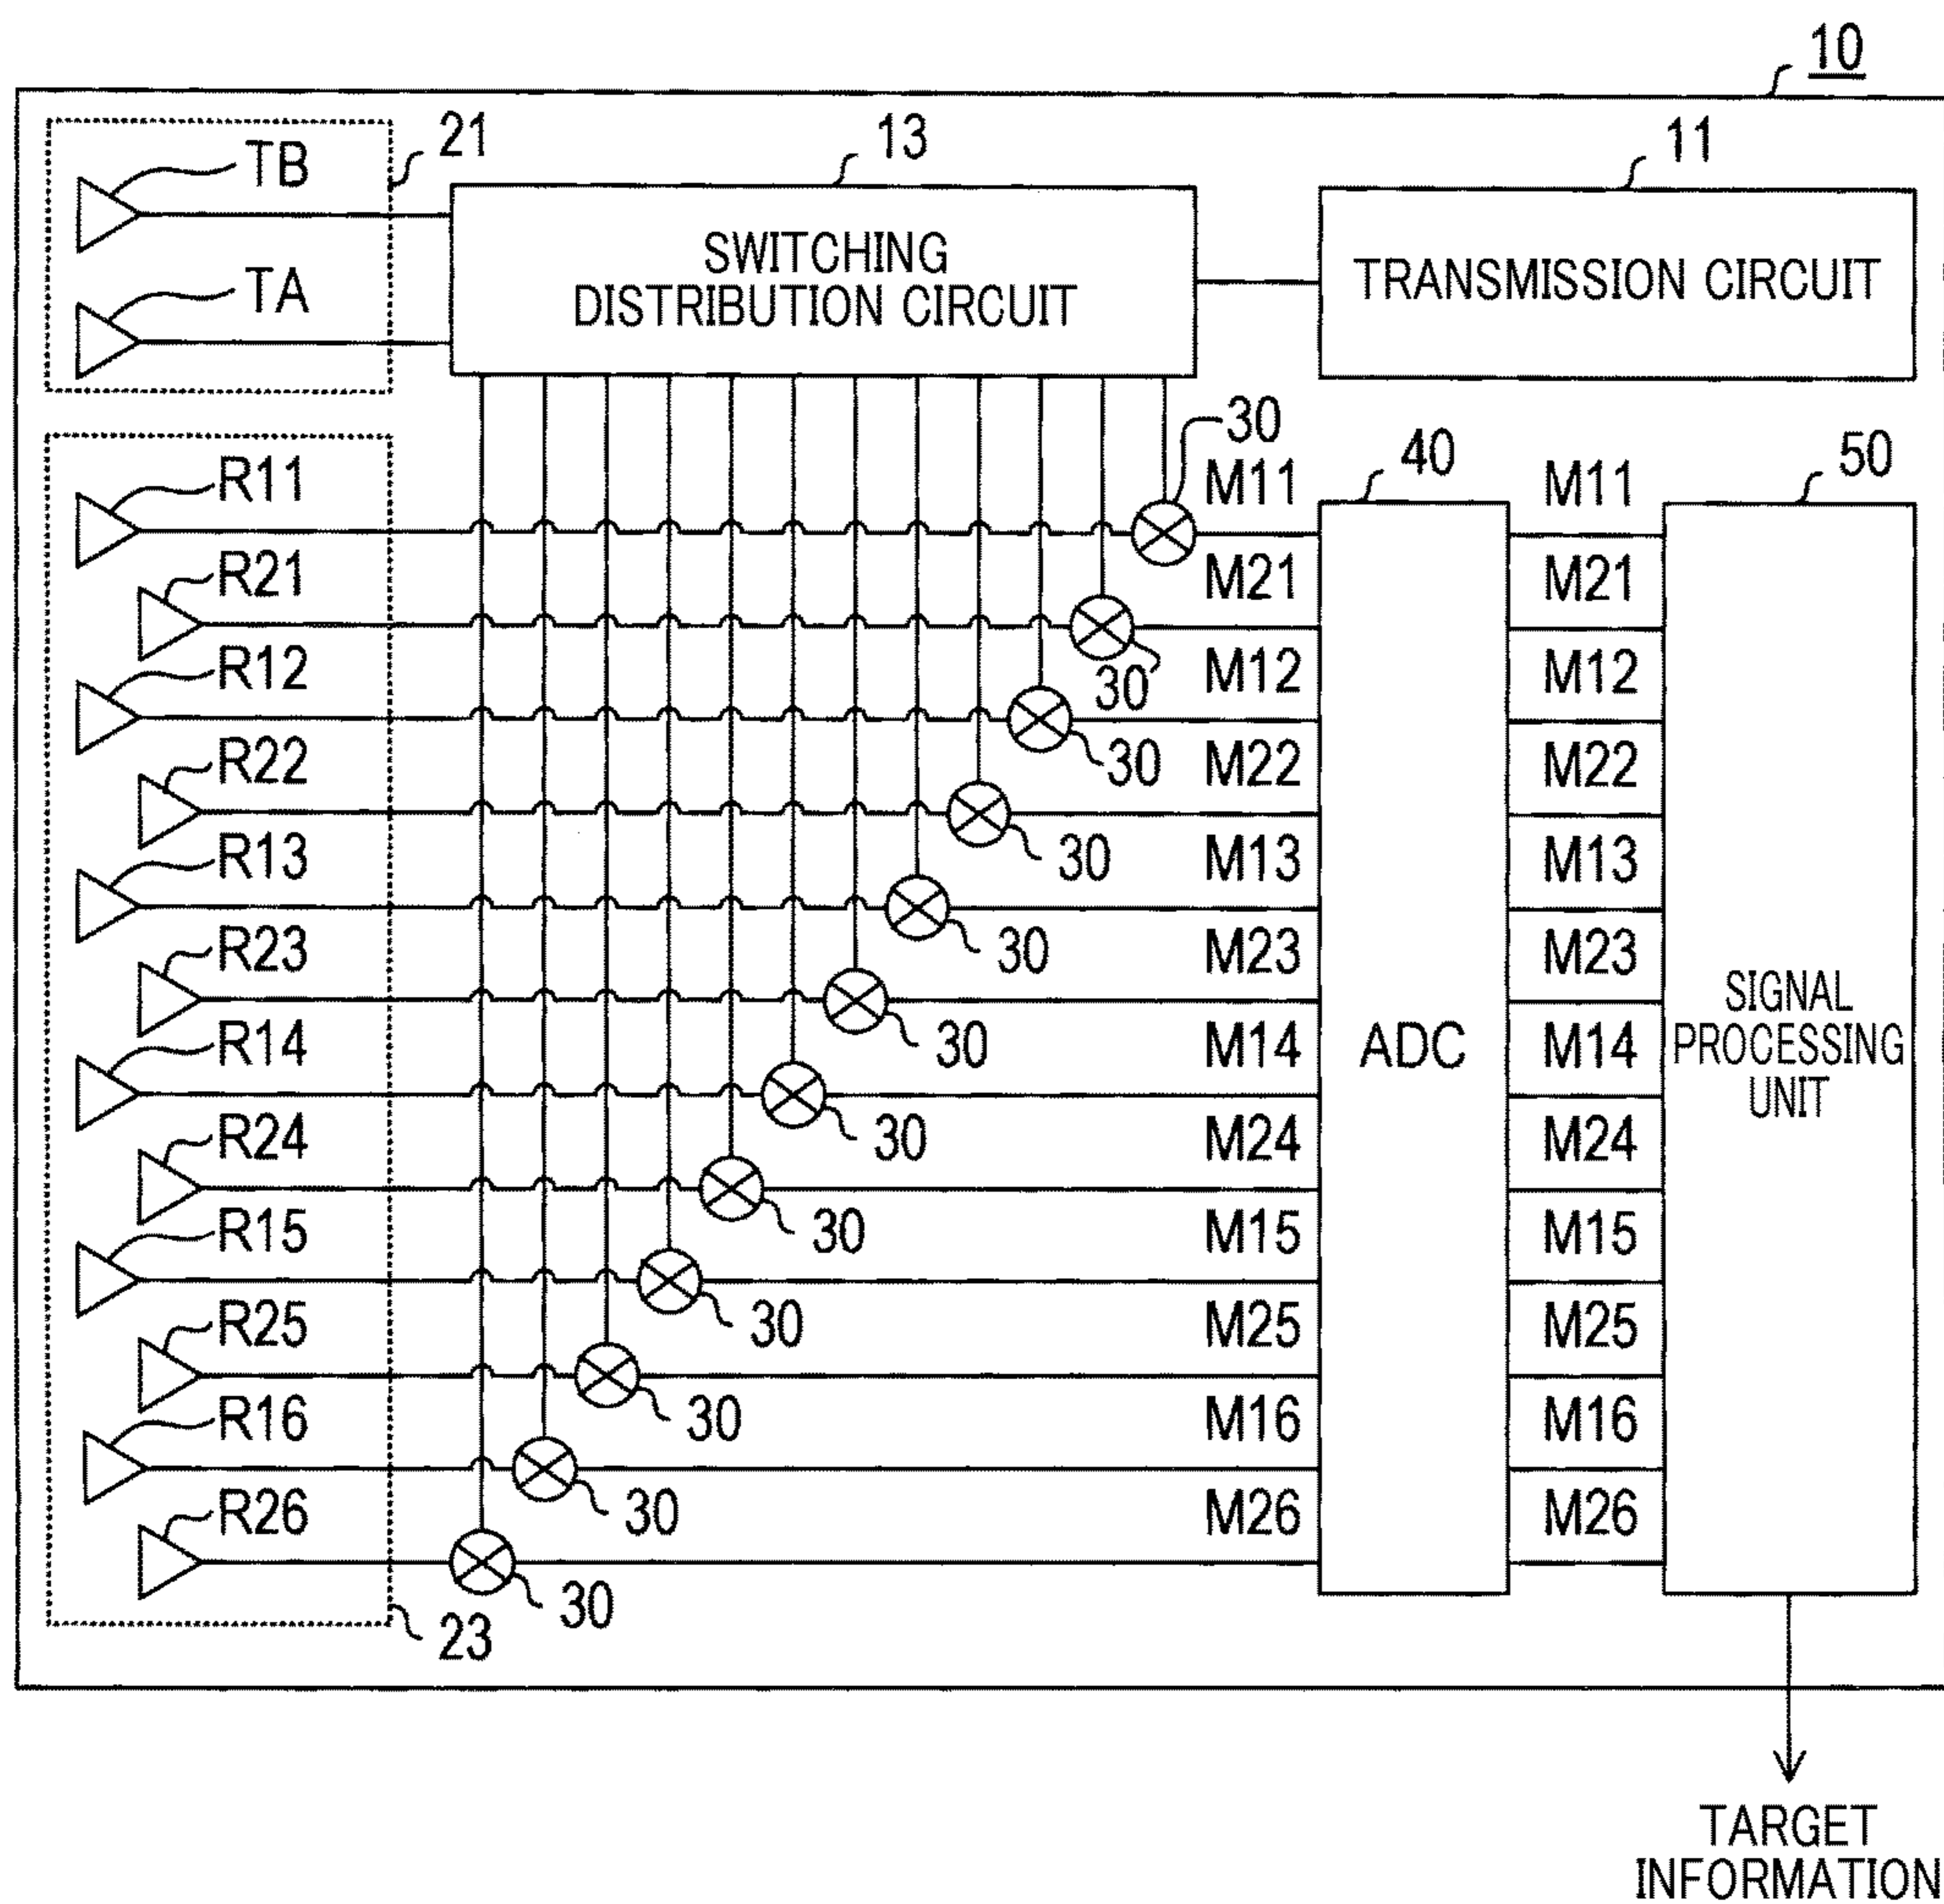 10
TB
21
13
11
TA
SWITCHING
DISTRIBUTION CIRCUIT
TRANSMISSION CIRCUIT
30
R11
M11
40
M11
50
R21
M21
M21
R12
30
M12
M12
R22
30
M22
M22
R13
30
M13
M13
R23
30
M23
M23
SIGNAL
PROCESSING
UNIT
R14
30
M14
ADC
M14
R24
30
M24
M24
R15
30
M15
M15
R25
30
M25
M25
R16
30
M16
M16
R26
30
M26
M26
30
23
TARGET
INFORMATION